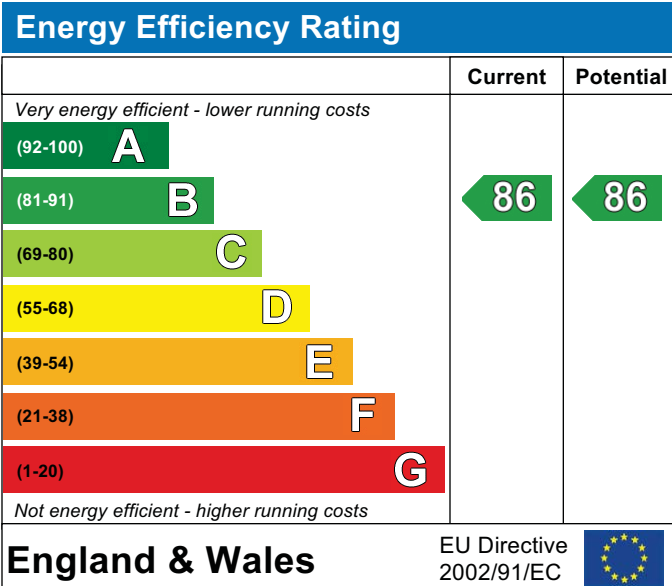 Energy Efficiency Rating
Current Potential
Very energy efficient - lower running costs
(92-100) A
(81-91) B 86 86
(69-80) C
(55-68) D
(39-54) E
(21-38) F
(1-20) G
Not energy efficient - higher running costs
England & Wales
EU Directive
2002/91/EC